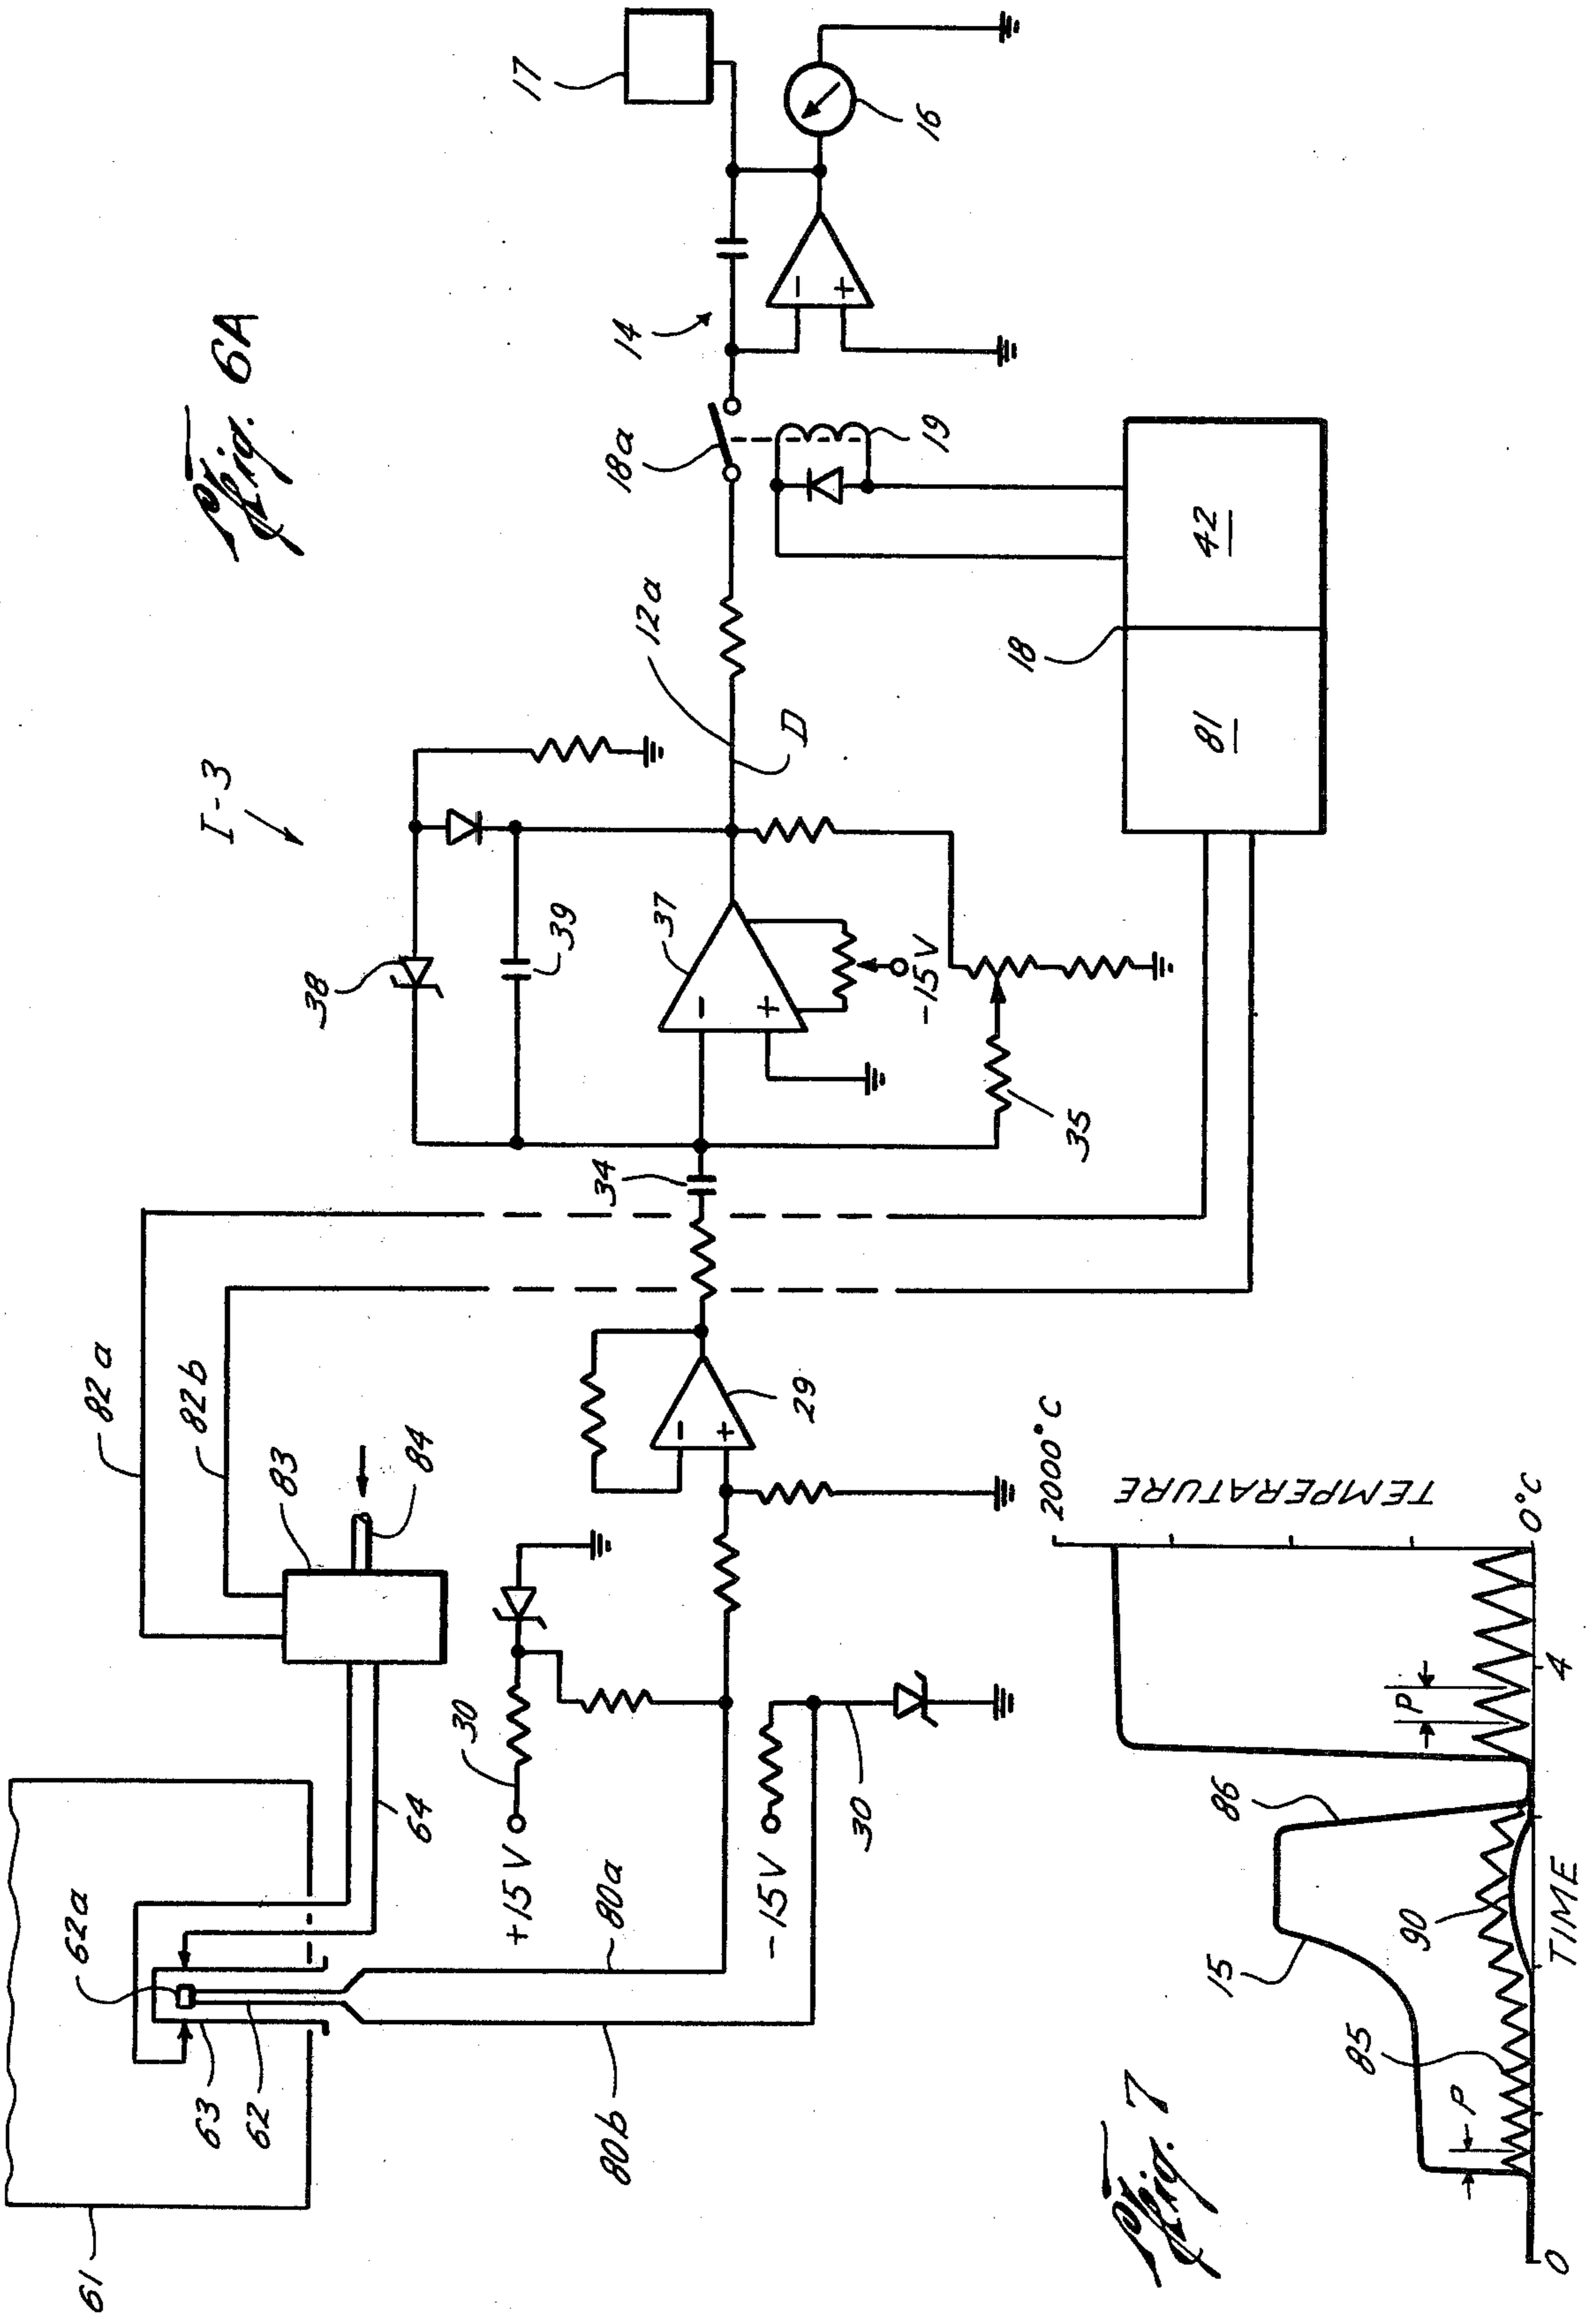 Fig. 6A
I-3
17
16
14
18a
19
12a
D
18
42
81
38
39
37
-
+
-15V
35
34
82a
82b
83
84
29
-
+
-
+
30
+15V
-15V
30
64
62a
61
63
62
80a
80b
Fig. 7
2000°C
TEMPERATURE
0°C
15
86
85
90
P
P
0
4
TIME